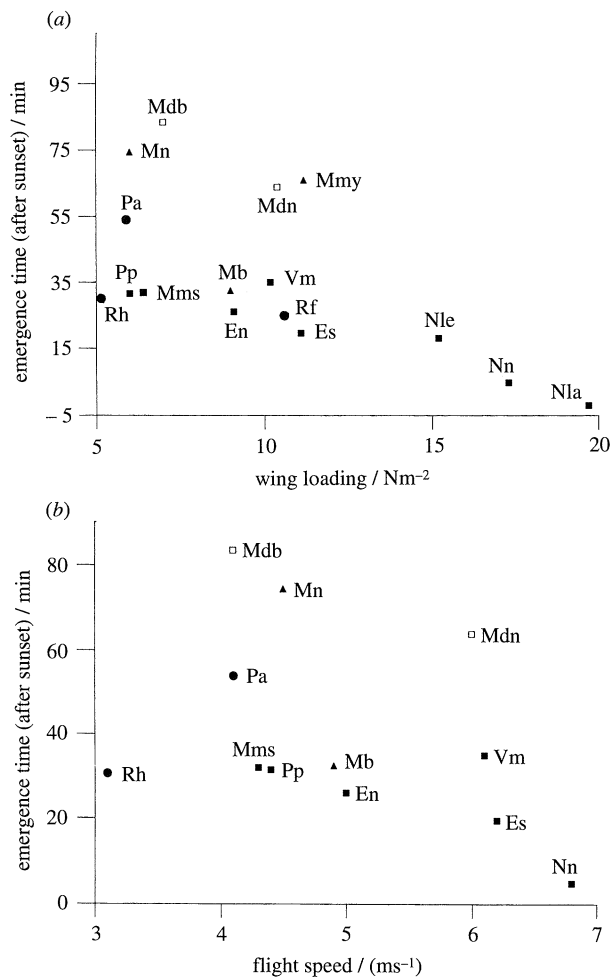 (a)
emergence time (after sunset) / min
95
75
55
35
15
– 5
Mdb
Mn
Mmy
Mdn
Pa
Pp
Mms
Mb
Vm
Rh
Rf
En
Es
Nle
Nn
Nla
5
10
15
20
wing loading / Nm⁻²
(b)
emergence time (after sunset) / min
80
60
40
20
0
Mdb
Mn
Mdn
Pa
Mms
Rh
Pp
Mb
Vm
En
Es
Nn
3
4
5
6
7
flight speed / (ms⁻¹)